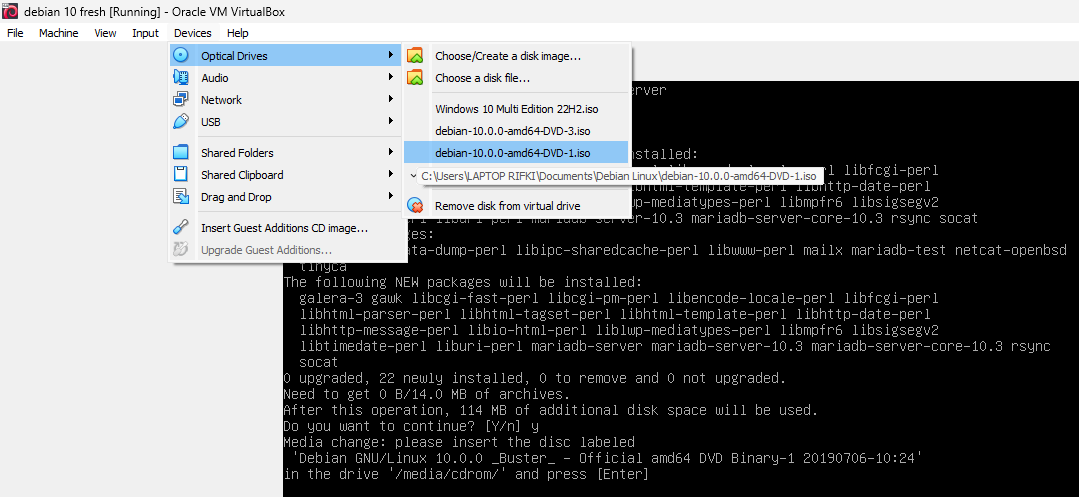 debian 10 fresh [Running] - Oracle VM VirtualBox
File Machine View Input Devices Help
Optical Drives
Audio
Network
USB
Shared Folders
Shared Clipboard
Drag and Drop
Insert Guest Additions CD image...
Upgrade Guest Additions...
Choose/Create a disk image...
Choose a disk file...
Windows 10 Multi Edition 22H2.iso
debian-10.0.0-amd64-DVD-3.iso
debian-10.0.0-amd64-DVD-1.iso
C:\Users\LAPTOP RIFKI\Documents\Debian Linux\debian-10.0.0-amd64-DVD-1.iso
Remove disk from virtual drive
erver
nstalled:
libfcgi-perl
libhttp-date-perl
wp-mediatypes-perl libmpfr6 libsigsegv2
liburi-perl mariadb-server mariadb-server-10.3 mariadb-server-core-10.3 rsync socat
ges:
ata-dump-perl libipc-sharedcache-perl libwww-perl mailx mariadb-test netcat-openbsd
tinyca
The following NEW packages will be installed:
galera-3 gawk libcgi-fast-perl libcgi-pm-perl libencode-locale-perl libfcgi-perl
libhtml-parser-perl libhtml-tagset-perl libhtml-template-perl libhttp-date-perl
libhttp-message-perl libio-html-perl liblwp-mediatypes-perl libmpfr6 libsigsegv2
libtimedate-perl liburi-perl mariadb-server mariadb-server-10.3 mariadb-server-core-10.3 rsync
socat
0 upgraded, 22 newly installed, 0 to remove and 0 not upgraded.
Need to get 0 B/14.0 MB of archives.
After this operation, 114 MB of additional disk space will be used.
Do you want to continue? [Y/n] y
Media change: please insert the disc labeled
'Debian GNU/Linux 10.0.0 _Buster_ - Official amd64 DVD Binary-1 20190706-10:24'
in the drive '/media/cdrom/' and press [Enter]